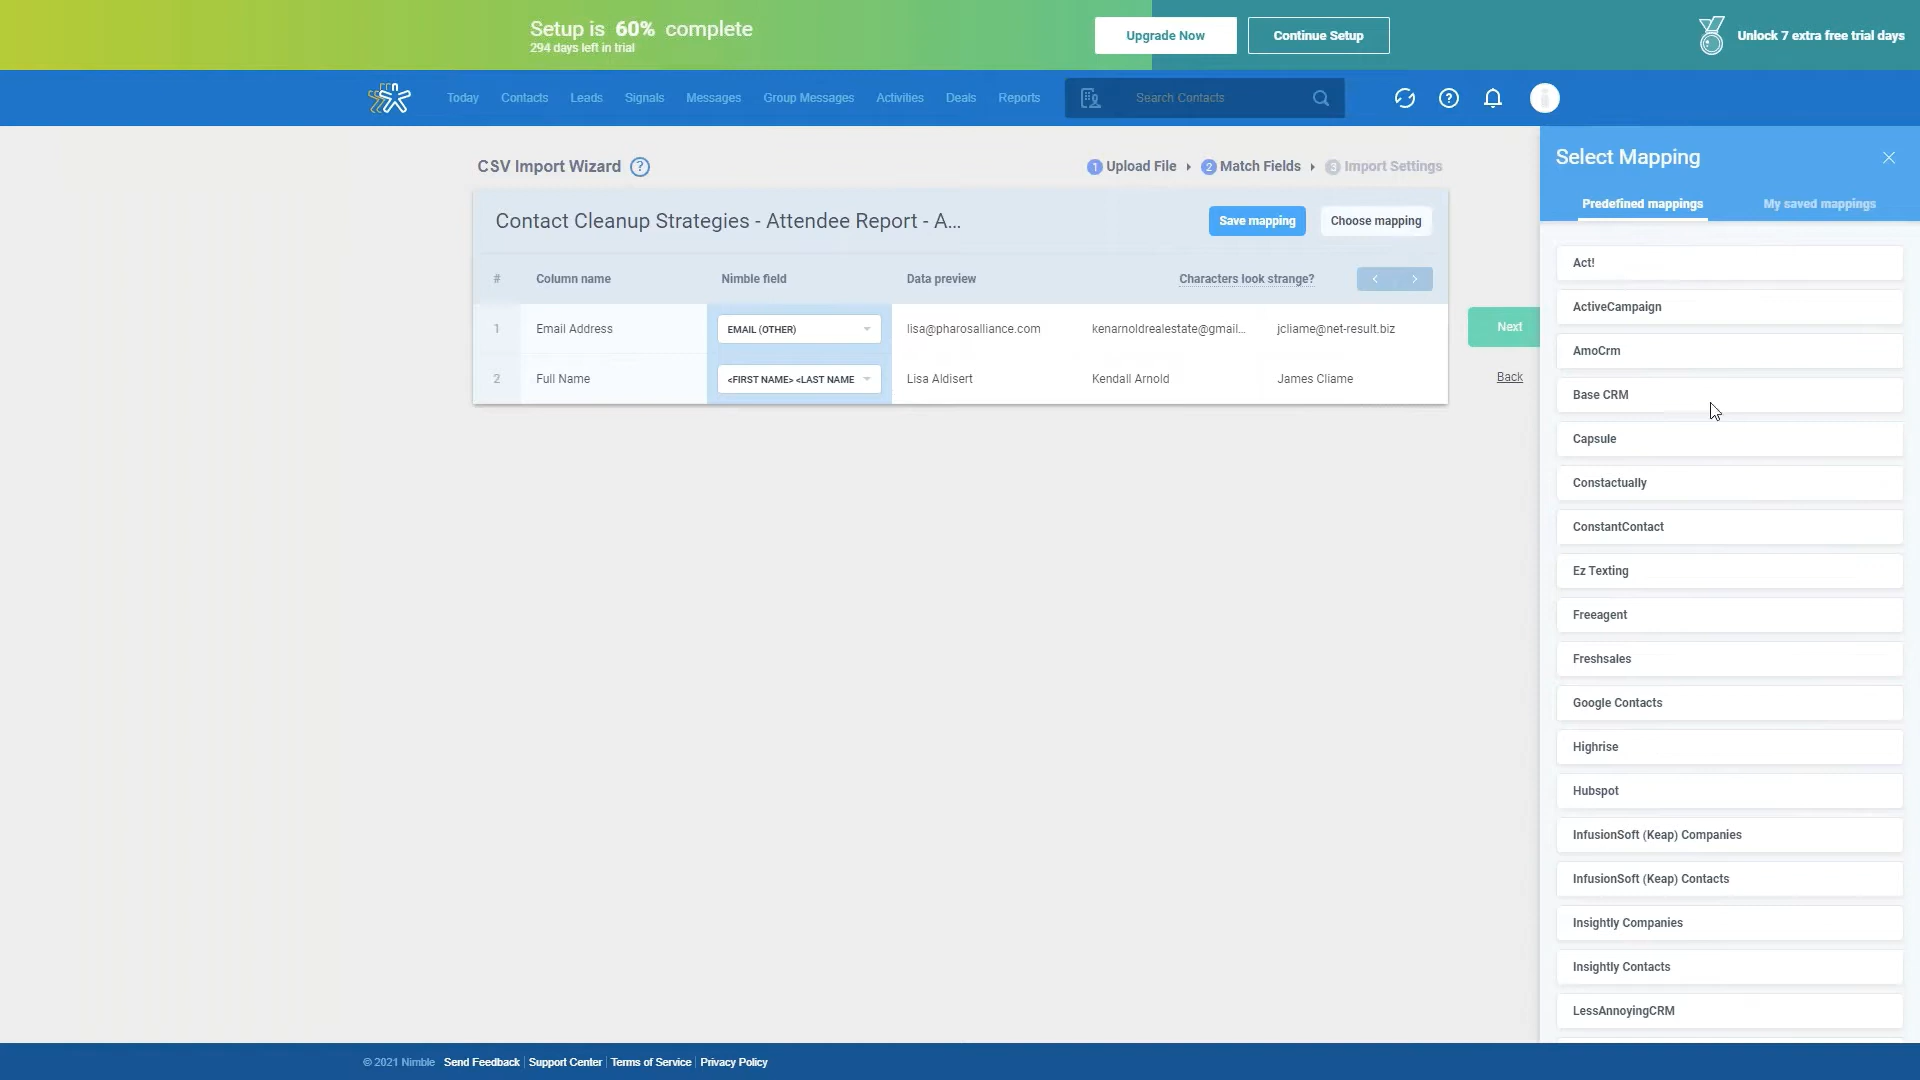 Setup is 60% complete
294 days left in trial
Upgrade Now
Continue Setup
Unlock 7 extra free trial days
Today
Contacts
Leads
Signals
Messages
Group Messages
Activities
Deals
Reports
Search Contacts
CSV Import Wizard ?
1 Upload File
2 Match Fields
3 Import Settings
Contact Cleanup Strategies - Attendee Report - A...
Save mapping
Choose mapping
# Column name Nimble field Data preview Characters look strange?
1 Email Address EMAIL (OTHER) lisa@pharosalliance.com kenarnoldrealestate@gmail... jcliame@net-result.biz
2 Full Name <FIRST NAME> <LAST NAME Lisa Aldisert Kendall Arnold James Cliame
Next
Back
Select Mapping
Predefined mappings
My saved mappings
Act!
ActiveCampaign
AmoCrm
Base CRM
Capsule
Constactually
ConstantContact
Ez Texting
Freeagent
Freshsales
Google Contacts
Highrise
Hubspot
InfusionSoft (Keap) Companies
InfusionSoft (Keap) Contacts
Insightly Companies
Insightly Contacts
LessAnnoyingCRM
© 2021 Nimble Send Feedback | Support Center | Terms of Service | Privacy Policy